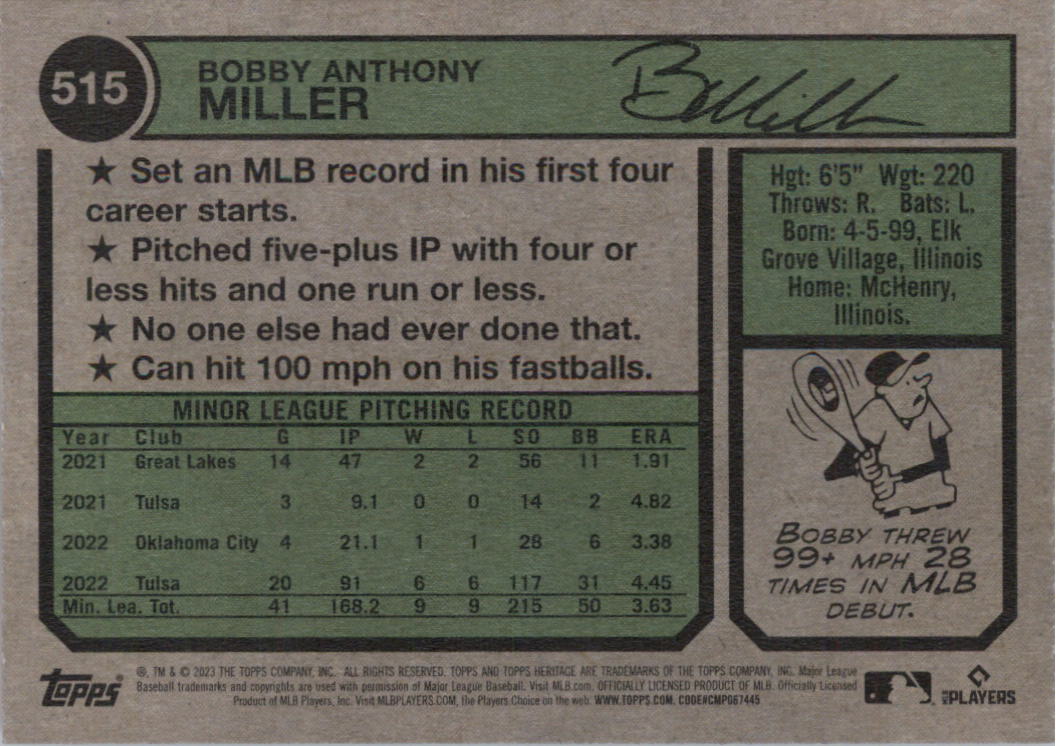 515
BOBBY ANTHONY
MILLER
B Miller
★ Set an MLB record in his first four
career starts.
★ Pitched five-plus IP with four or
less hits and one run or less.
★ No one else had ever done that.
★ Can hit 100 mph on his fastballs.
MINOR LEAGUE PITCHING RECORD
Year Club G IP W L SO BB ERA
2021 Great Lakes 14 47 2 2 56 11 1.91
2021 Tulsa 3 9.1 0 0 14 2 4.82
2022 Oklahoma City 4 21.1 1 1 28 6 3.38
2022 Tulsa 20 91 6 6 117 31 4.45
Min. Lea. Tot. 41 168.2 9 9 215 50 3.63
Hgt: 6'5" Wgt: 220
Throws: R. Bats: L.
Born: 4-5-99, Elk
Grove Village, Illinois
Home: McHenry,
Illinois.
BOBBY THREW
99+ MPH 28
TIMES IN MLB
DEBUT.
Topps
®, TM & © 2023 THE TOPPS COMPANY, INC. ALL RIGHTS RESERVED. TOPPS AND TOPPS HERITAGE ARE TRADEMARKS OF THE TOPPS COMPANY, INC. Major League
Baseball trademarks and copyrights are used with permission of Major League Baseball. Visit MLB.com. OFFICIALLY LICENSED PRODUCT OF MLB. Officially Licensed
Product of MLB Players, Inc. Visit MLBPLAYERS.COM, the Players Choice on the web. WWW.TOPPS.COM. CODE#CMP067445
MLB PLAYERS